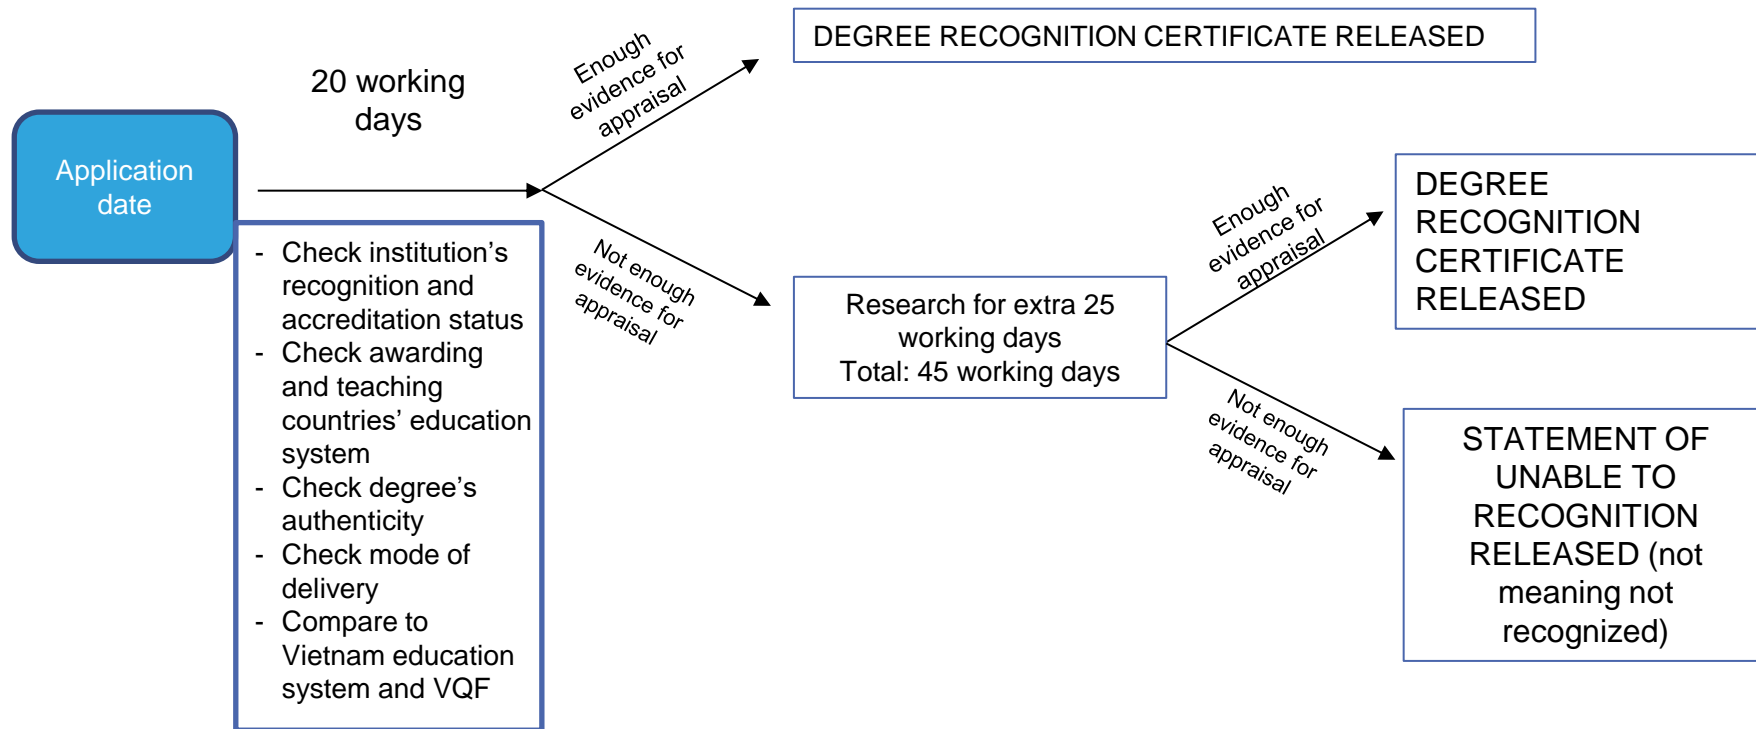 Application
date
20 working
days
- Check institution’s
recognition and
accreditation status
- Check awarding
and teaching
countries’ education
system
- Check degree’s
authenticity
- Check mode of
delivery
- Compare to
Vietnam education
system and VQF
Enough
evidence for
appraisal
DEGREE RECOGNITION CERTIFICATE RELEASED
Not enough
evidence for
appraisal
Research for extra 25
working days
Total: 45 working days
Enough
evidence for
appraisal
DEGREE
RECOGNITION
CERTIFICATE
RELEASED
Not enough
evidence for
appraisal
STATEMENT OF
UNABLE TO
RECOGNITION
RELEASED (not
meaning not
recognized)